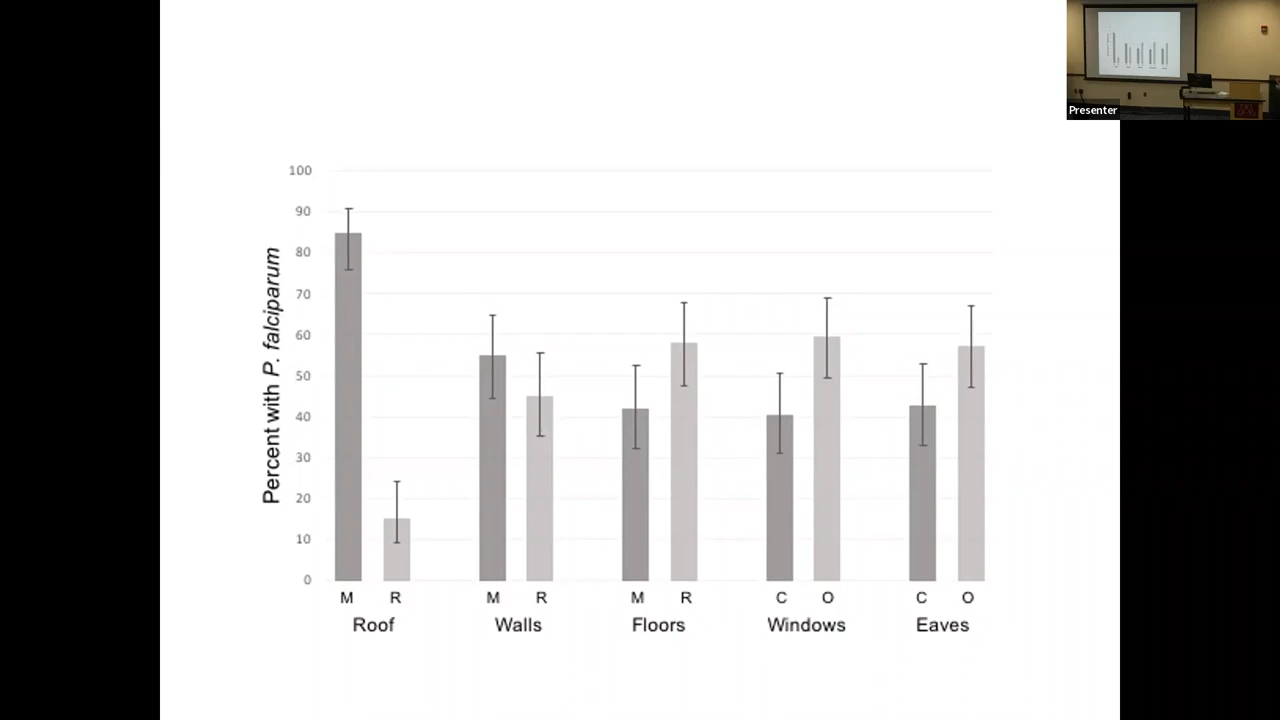 Presenter
100
90
80
70
60
50
40
30
20
10
0
Percent with P. falciparum
M R M R M R C O C O
Roof Walls Floors Windows Eaves